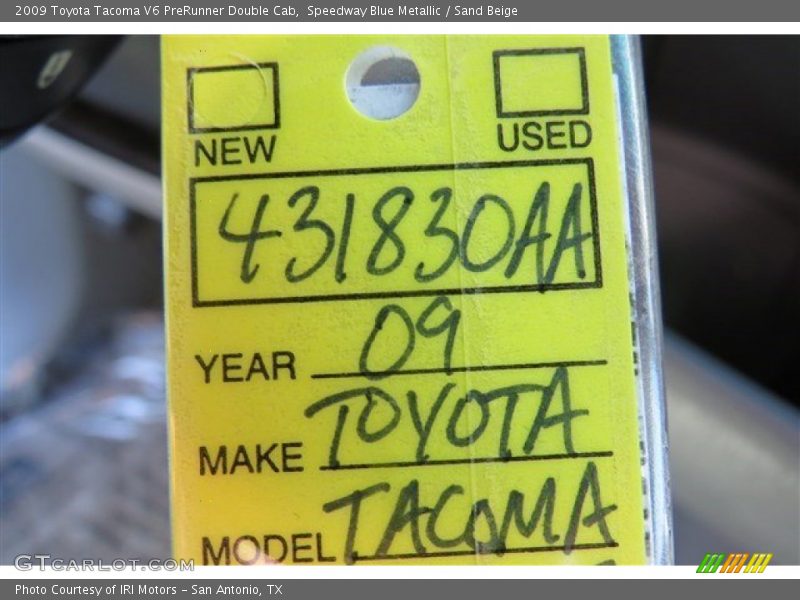 2009 Toyota Tacoma V6 PreRunner Double Cab,  Speedway Blue Metallic / Sand Beige
NEW USED
431830AA
YEAR 09
MAKE TOYOTA
MODEL TACOMA
GTcarlot.com
Photo Courtesy of IRI Motors – San Antonio, TX